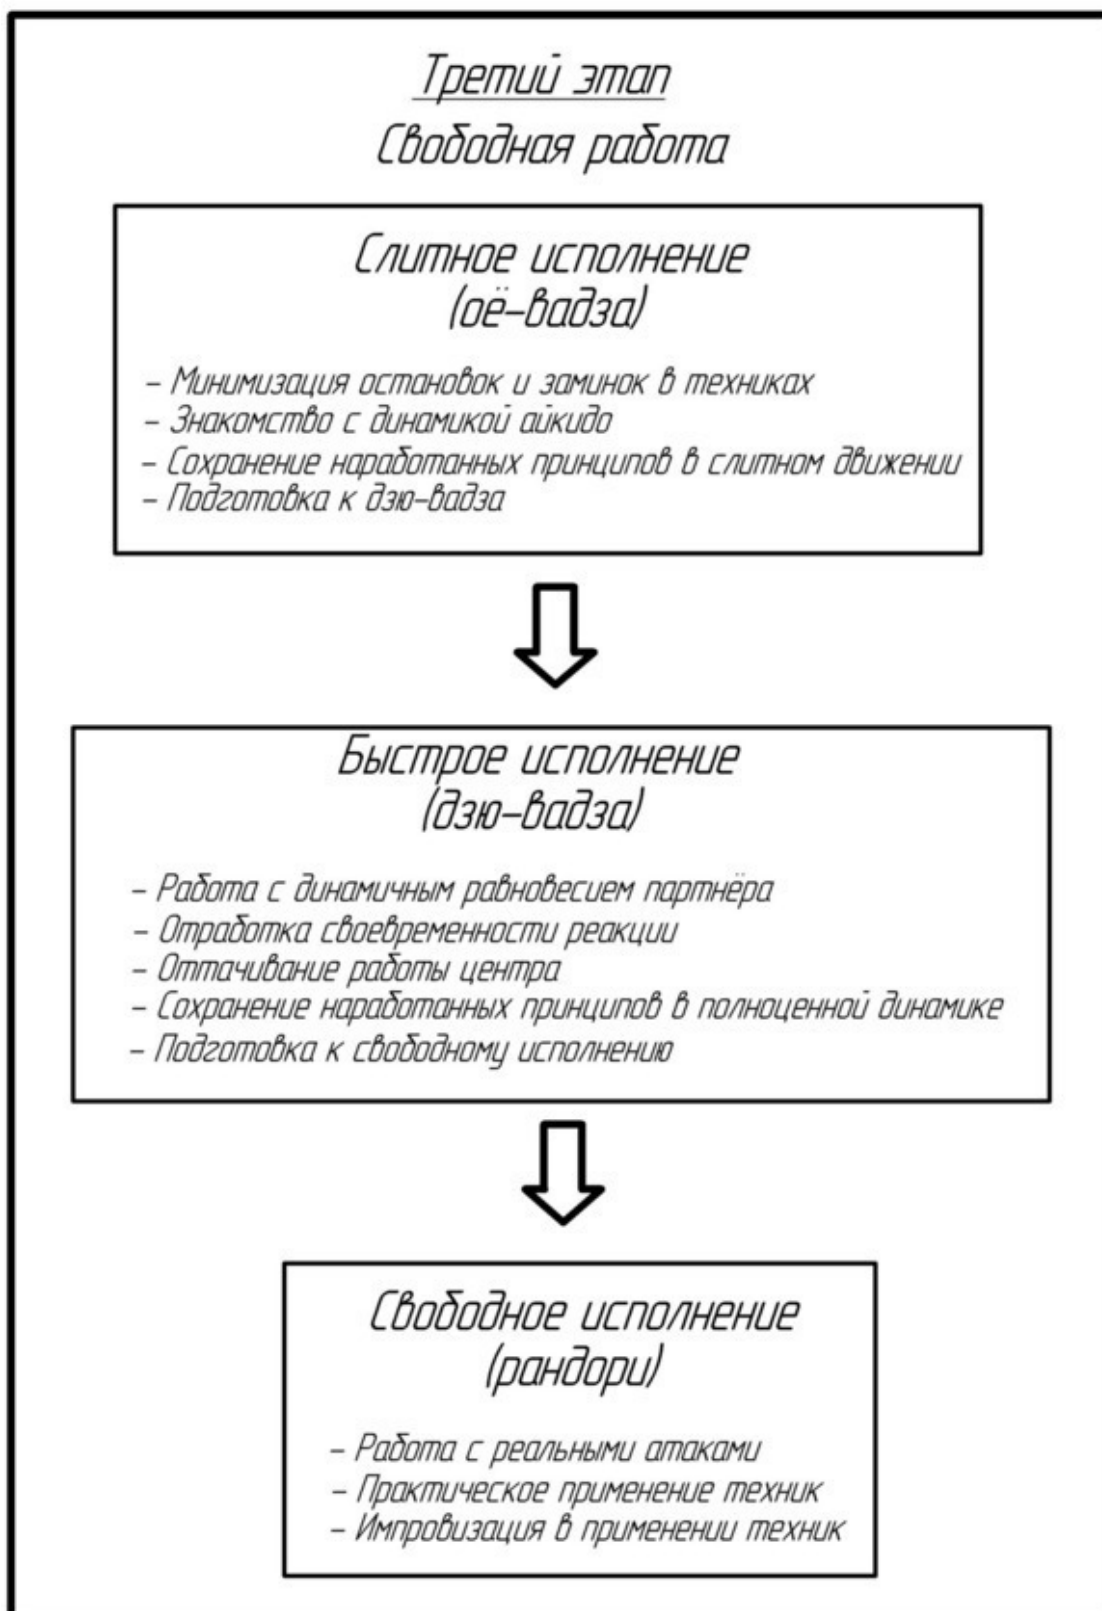 Третий этап
Свободная работа
Слитное исполнение
(оё-вадза)
- Минимизация остановок и заминок в техниках
- Знакомство с динамикой айкидо
- Сохранение наработанных принципов в слитном движении
- Подготовка к дзю-вадза
Быстрое исполнение
(дзю-вадза)
- Работа с динамичным равновесием партнёра
- Отработка своевременности реакции
- Оттачивание работы центра
- Сохранение наработанных принципов в полноценной динамике
- Подготовка к свободному исполнению
Свободное исполнение
(рандори)
- Работа с реальными атаками
- Практическое применение техник
- Импровизация в применении техник